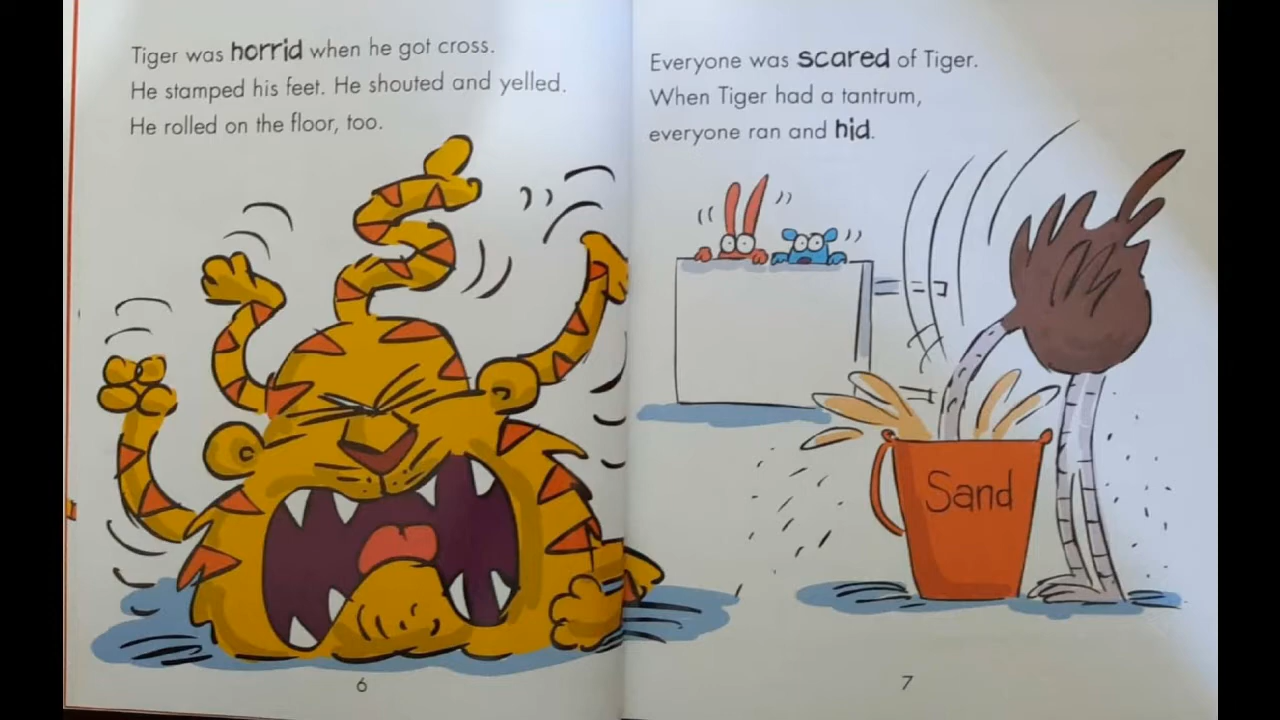 Tiger was horrid when he got cross.
He stamped his feet. He shouted and yelled.
He rolled on the floor, too.
6
Everyone was scared of Tiger.
When Tiger had a tantrum,
everyone ran and hid.
Sand
7